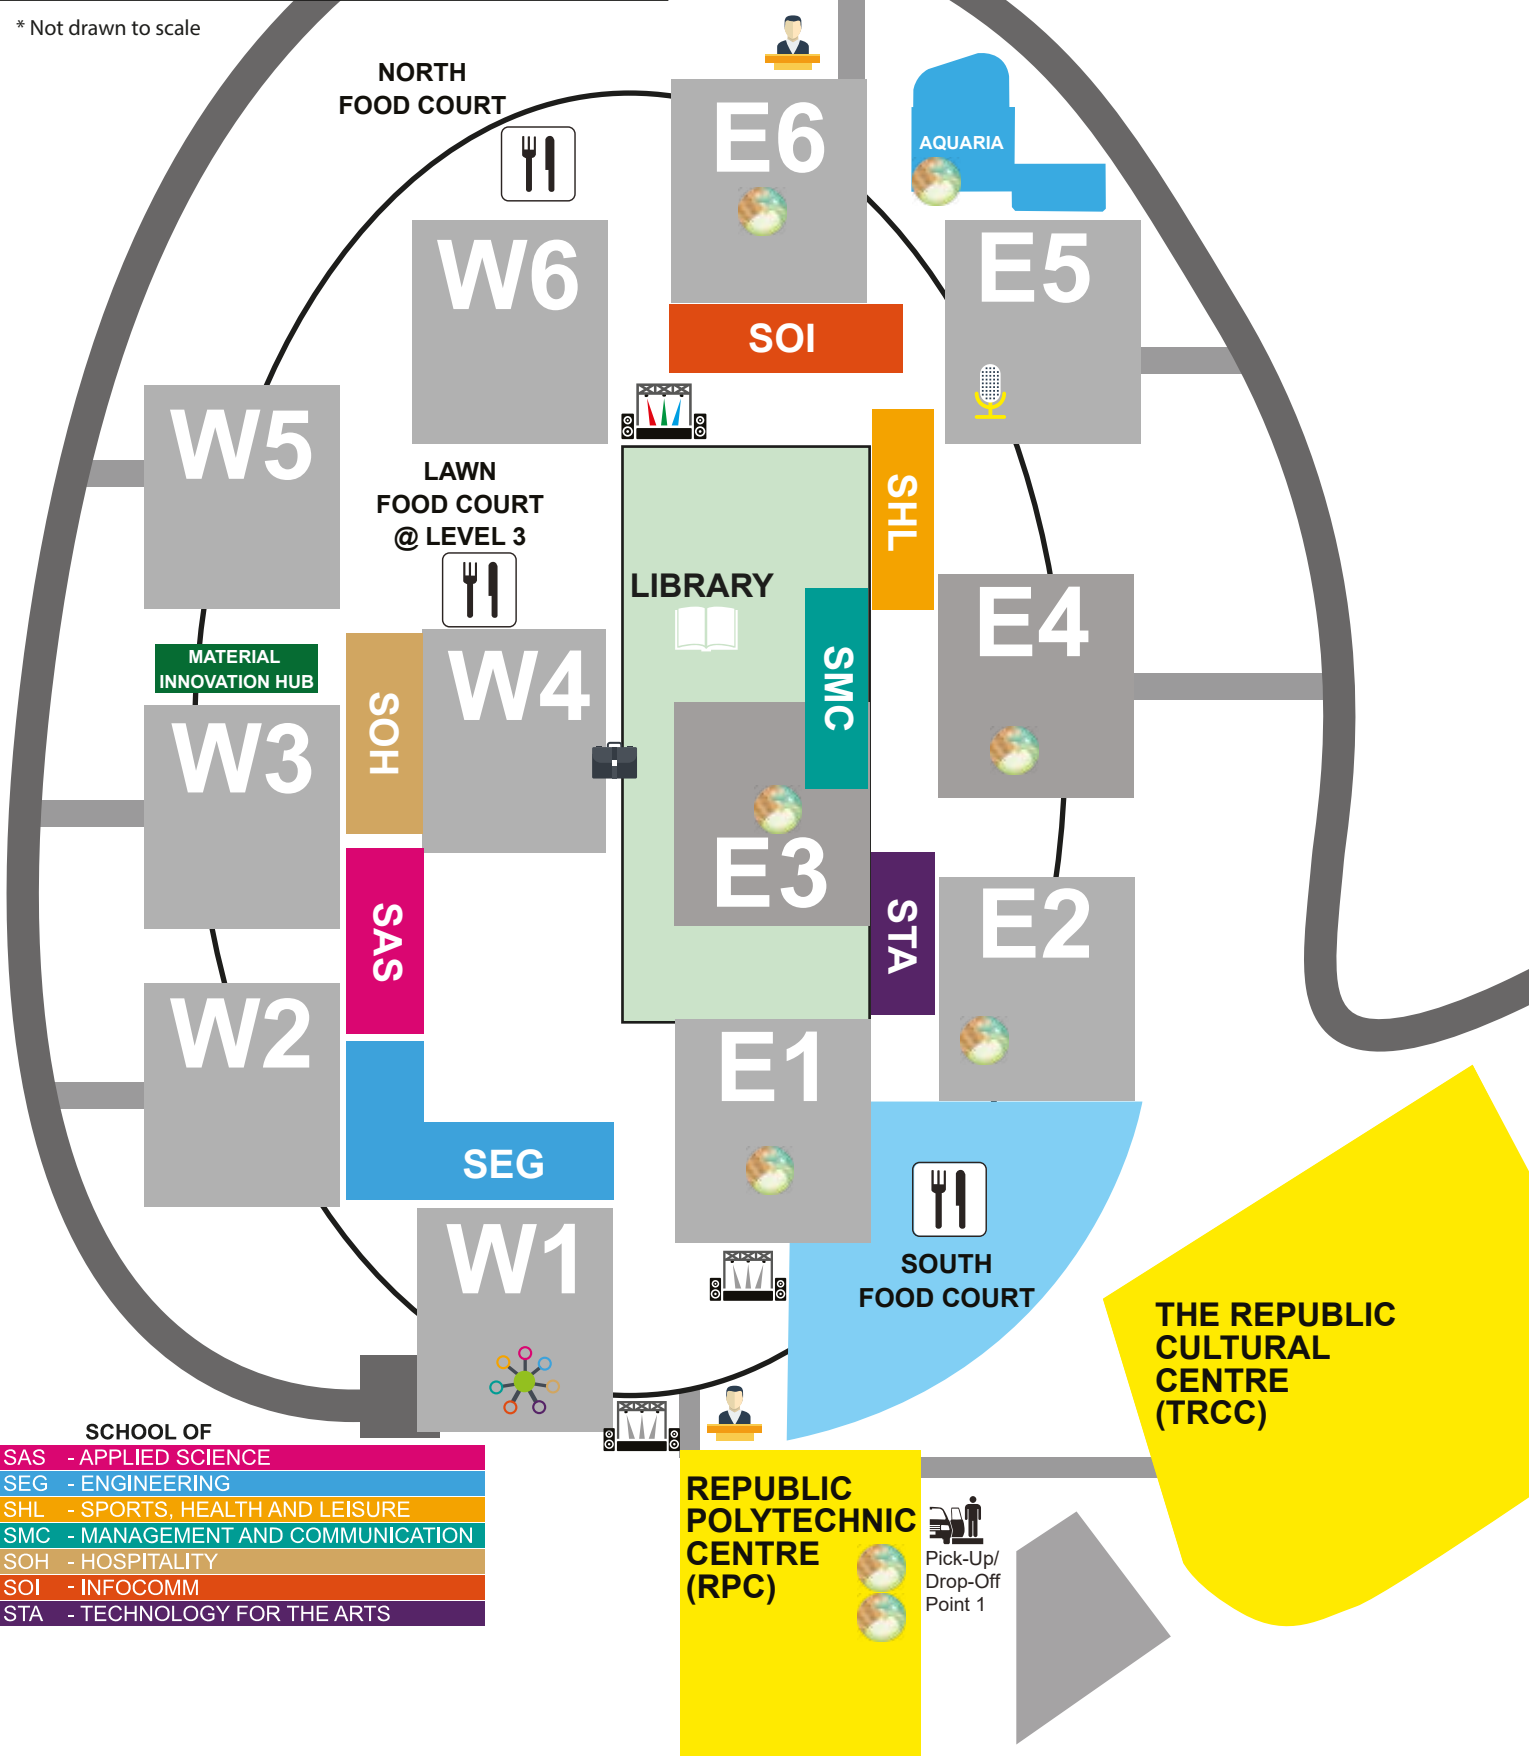 * Not drawn to scale
NORTH
FOOD COURT
E6
AQUARIA
W6
E5
SOI
W5
LAWN
FOOD COURT
@ LEVEL 3
SHL
LIBRARY
E4
MATERIAL
INNOVATION HUB
SOH
W4
SMC
W3
E3
SAS
STA
E2
W2
E1
SEG
W1
SOUTH
FOOD COURT
THE REPUBLIC
CULTURAL
CENTRE
(TRCC)
SCHOOL OF
SAS - APPLIED SCIENCE
SEG - ENGINEERING
SHL - SPORTS, HEALTH AND LEISURE
SMC - MANAGEMENT AND COMMUNICATION
SOH - HOSPITALITY
SOI - INFOCOMM
STA - TECHNOLOGY FOR THE ARTS
REPUBLIC
POLYTECHNIC
CENTRE
(RPC)
Pick-Up/
Drop-Off
Point 1